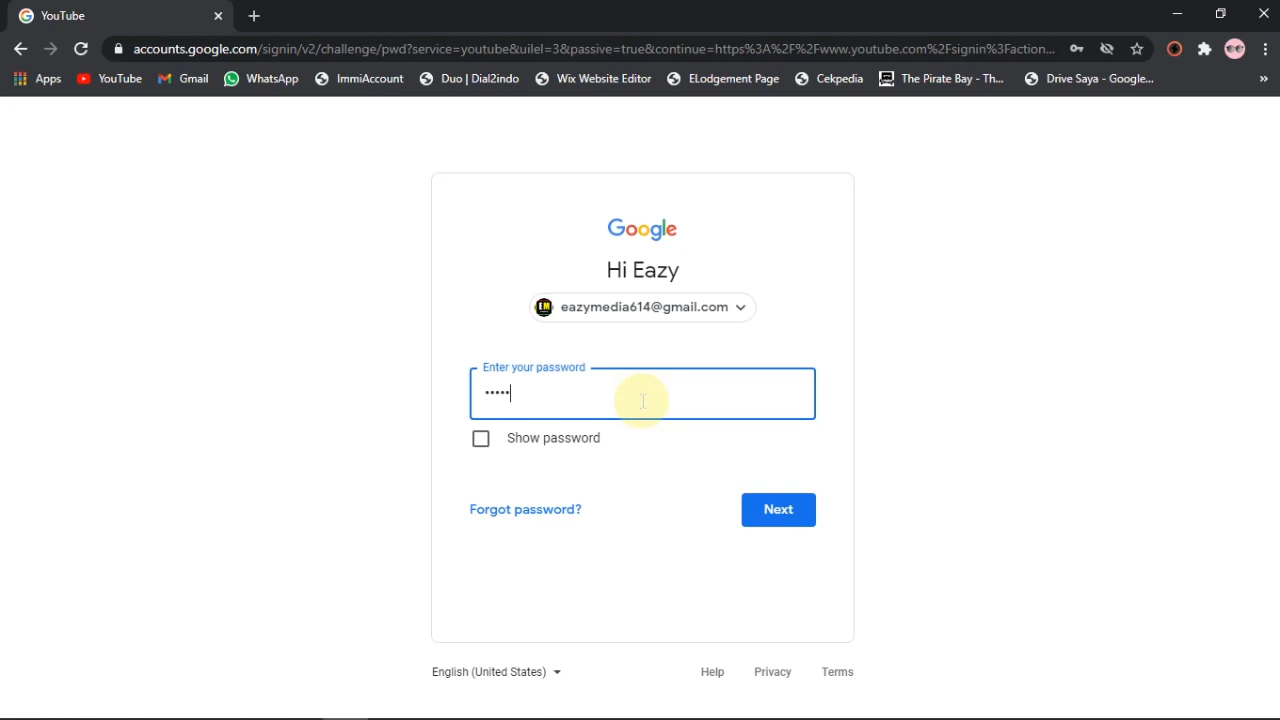 YouTube
accounts.google.com/signin/v2/challenge/pwd?service=youtube&uilel=3&passive=true&continue=https%3A%2F%2Fwww.youtube.com%2Fsignin%3Faction...
Apps YouTube Gmail WhatsApp ImmiAccount Duo | Dial2indo Wix Website Editor ELodgement Page Cekpedia The Pirate Bay - Th... Drive Saya - Google... »
Google
Hi Eazy
EM eazymedia614@gmail.com
Enter your password
•••••
Show password
Forgot password? Next
English (United States) Help Privacy Terms